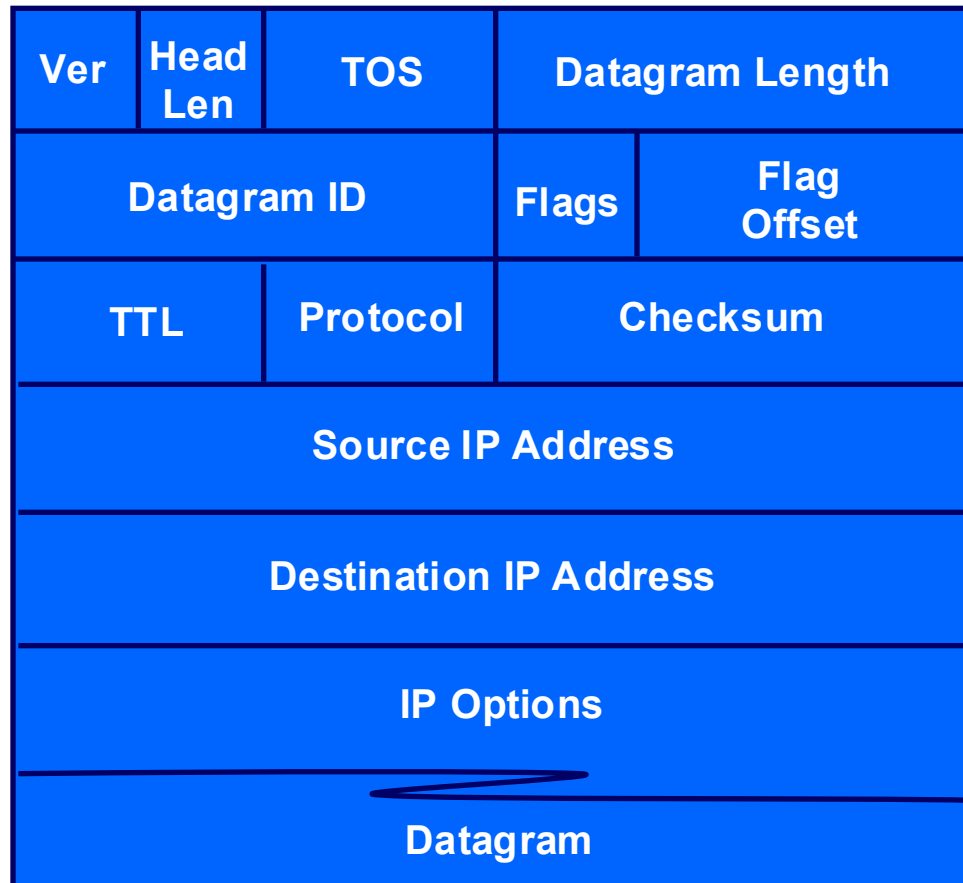 Ver
Head
Len
TOS
Datagram Length
Datagram ID
Flags
Flag
Offset
TTL
Protocol
Checksum
Source IP Address
Destination IP Address
IP Options
Datagram